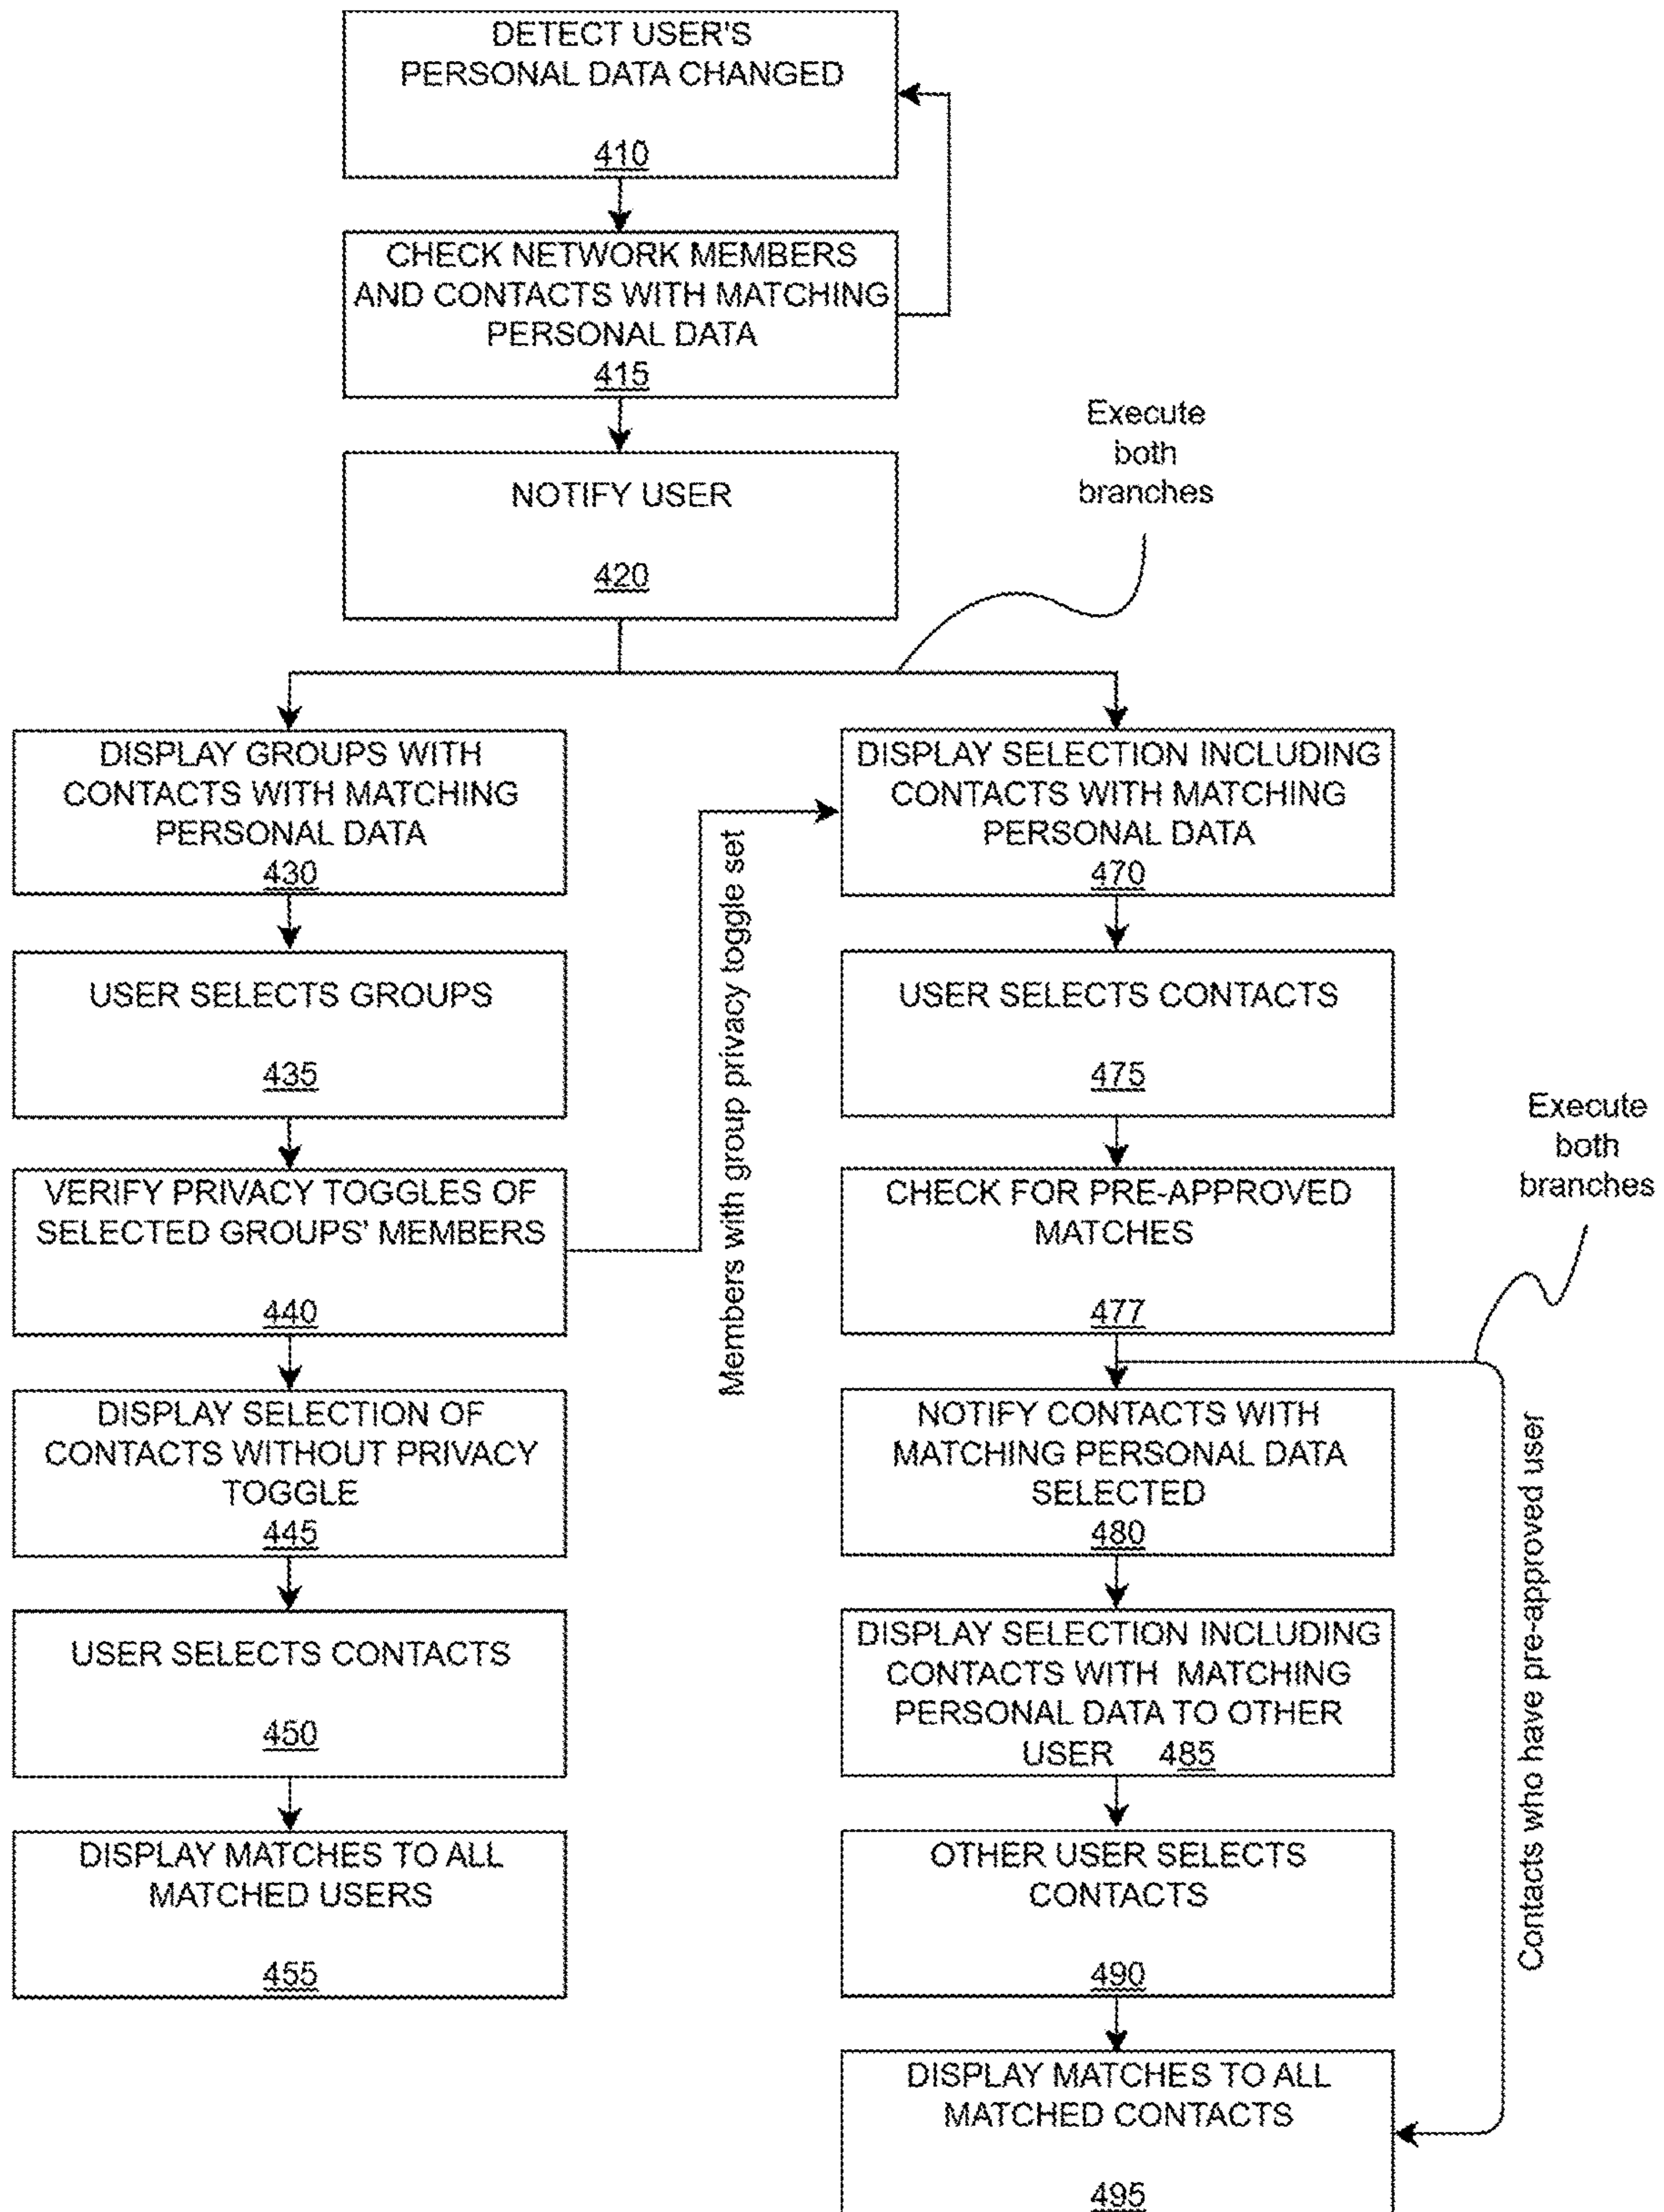 DETECT USER'S
PERSONAL DATA CHANGED
410
CHECK NETWORK MEMBERS
AND CONTACTS WITH MATCHING
PERSONAL DATA
415
Execute
both
branches
NOTIFY USER
420
DISPLAY GROUPS WITH
CONTACTS WITH MATCHING
PERSONAL DATA
430
USER SELECTS GROUPS
435
VERIFY PRIVACY TOGGLES OF
SELECTED GROUPS' MEMBERS
440
DISPLAY SELECTION OF
CONTACTS WITHOUT PRIVACY
TOGGLE
445
USER SELECTS CONTACTS
450
DISPLAY MATCHES TO ALL
MATCHED USERS
455
Members with group privacy toggle set
DISPLAY SELECTION INCLUDING
CONTACTS WITH MATCHING
PERSONAL DATA
470
USER SELECTS CONTACTS
475
CHECK FOR PRE-APPROVED
MATCHES
477
Execute
both
branches
NOTIFY CONTACTS WITH
MATCHING PERSONAL DATA
SELECTED
480
DISPLAY SELECTION INCLUDING
CONTACTS WITH MATCHING
PERSONAL DATA TO OTHER
USER 485
OTHER USER SELECTS
CONTACTS
490
DISPLAY MATCHES TO ALL
MATCHED CONTACTS
495
Contacts who have pre-approved user